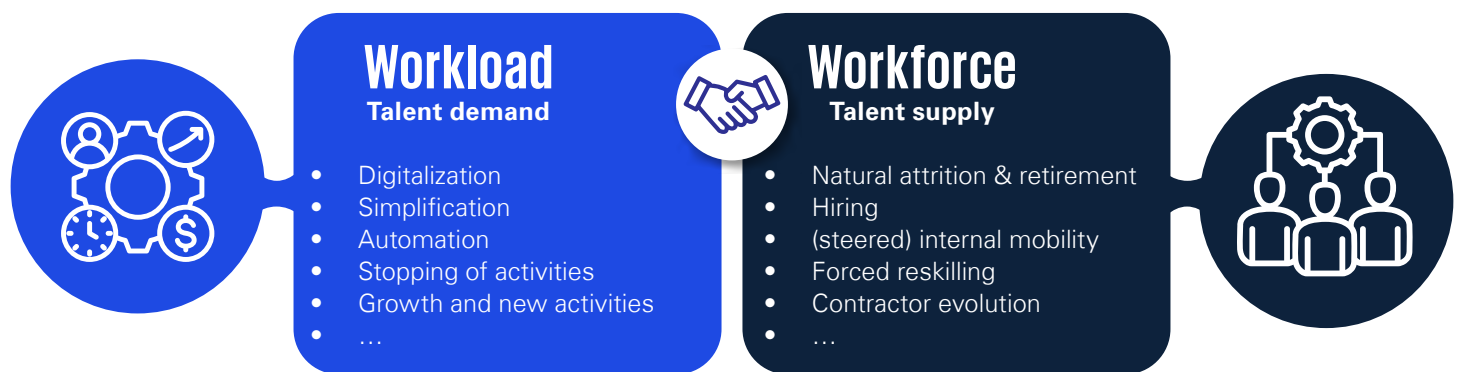 Workload
Talent demand
• Digitalization
• Simplification
• Automation
• Stopping of activities
• Growth and new activities
• …
Workforce
Talent supply
• Natural attrition & retirement
• Hiring
• (steered) internal mobility
• Forced reskilling
• Contractor evolution
• …
$